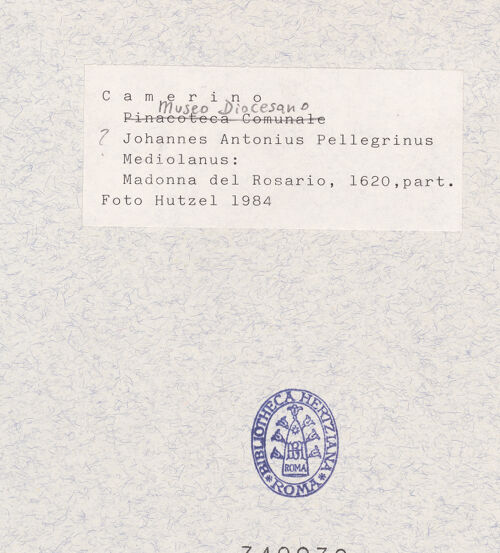 Camerino
Museo Diocesano
Pinacoteca Comunale
? Johannes Antonius Pellegrinus
Mediolanus:
Madonna del Rosario, 1620,part.
Foto Hutzel 1984
BIBLIOTHECA HERTZIANA
ROMA
ROMA